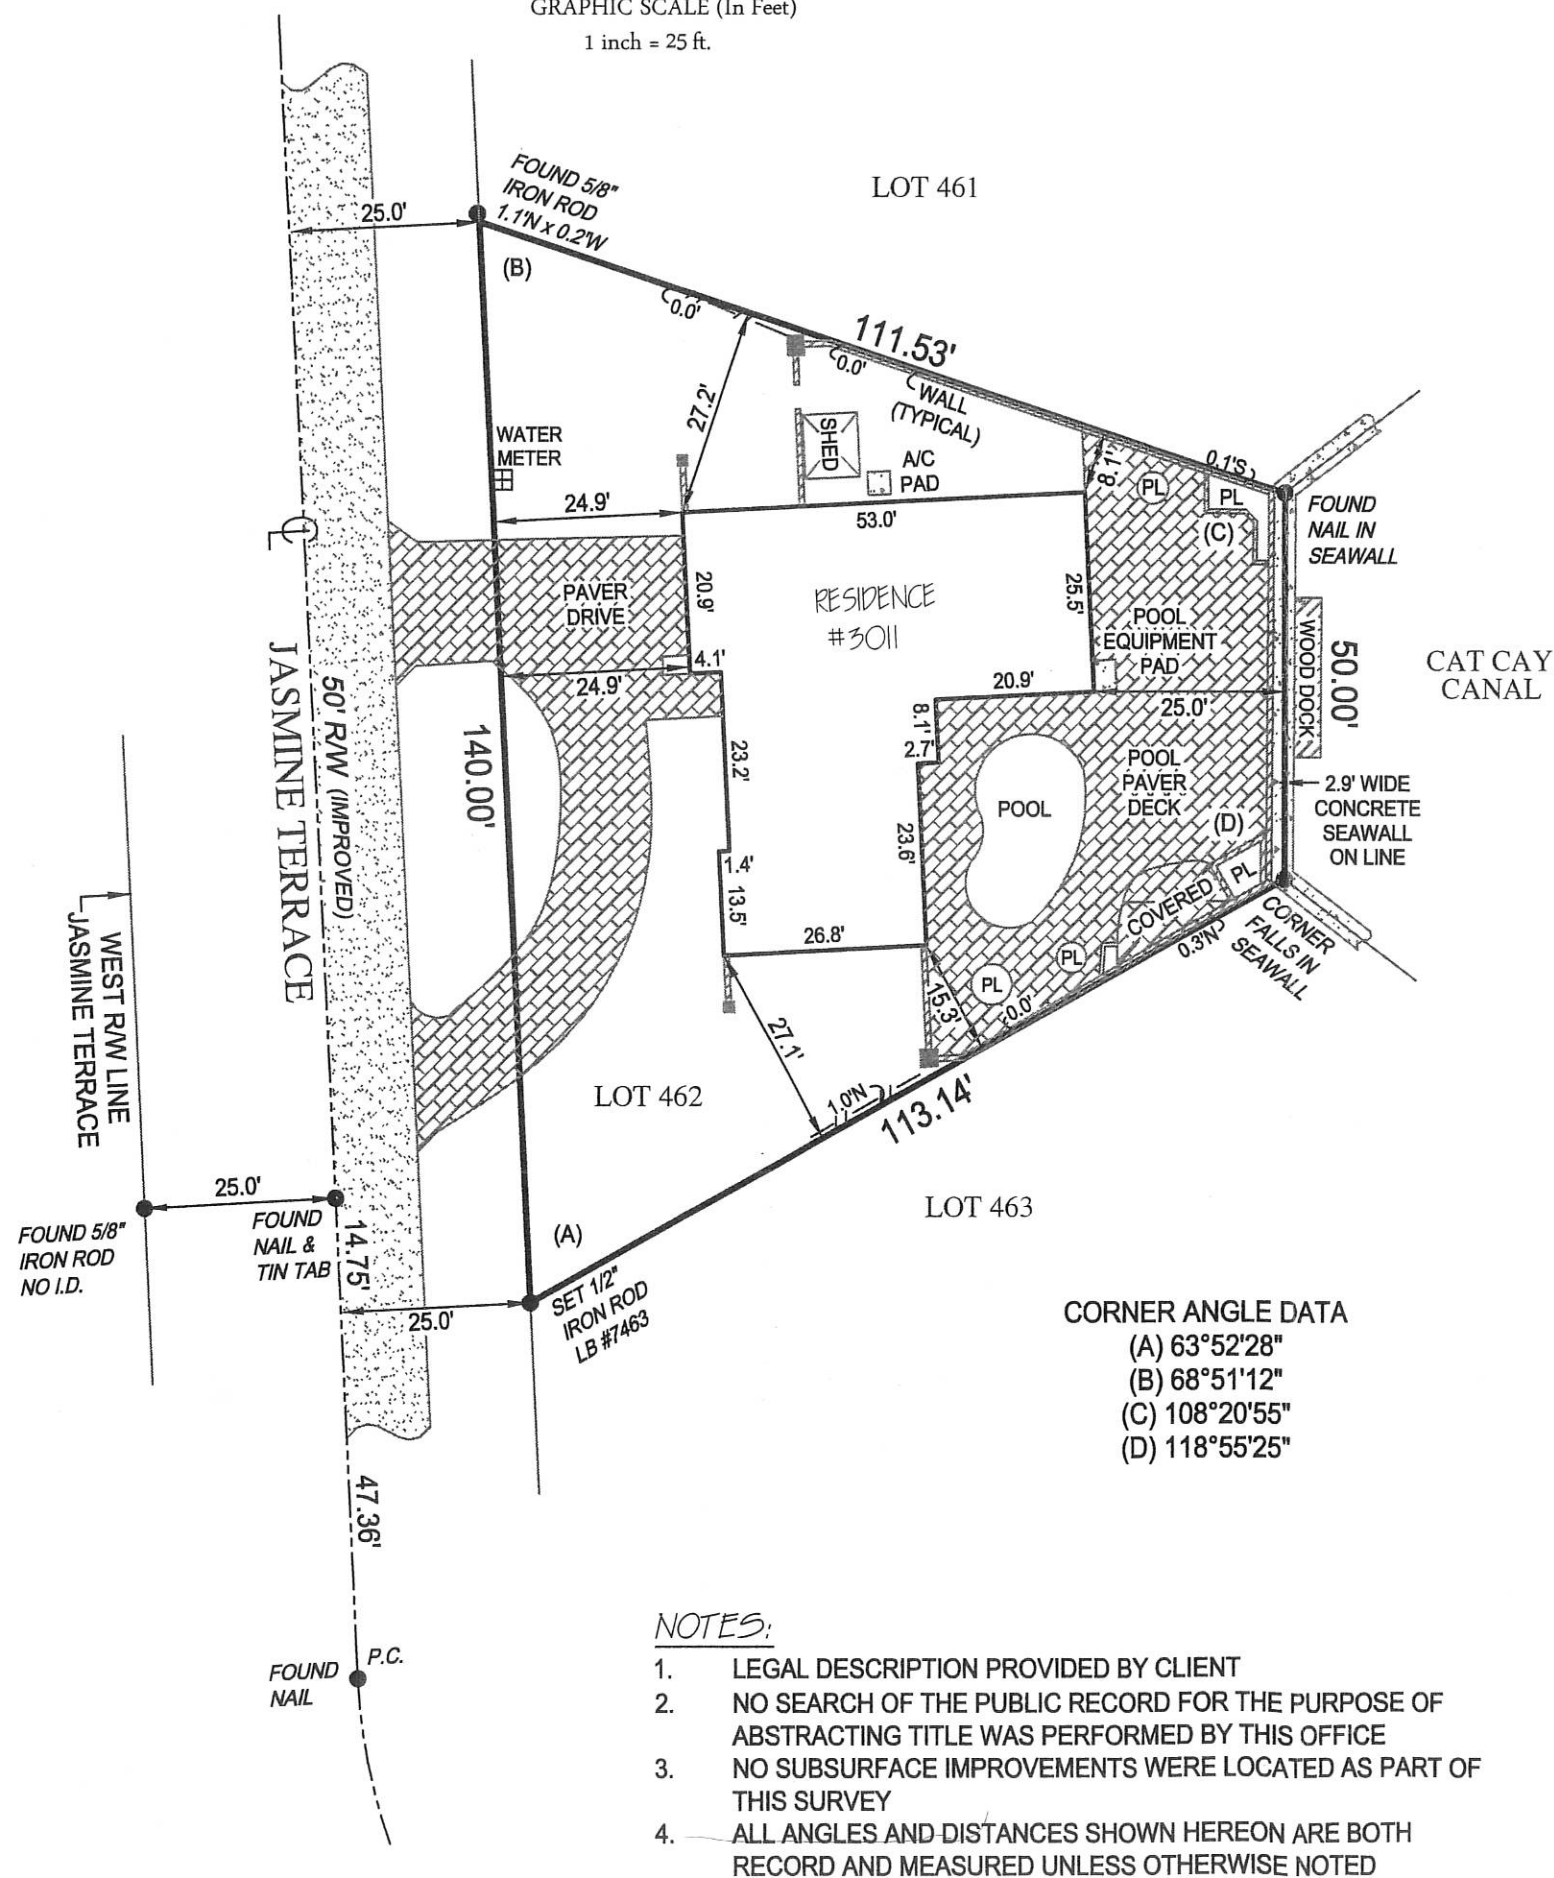 GRAPHIC SCALE (In Feet)
1 inch = 25 ft.
LOT 461
FOUND 5/8"
IRON ROD
1.1'N x 0.2'W
25.0'
(B)
0.0'
111.53'
0.0'
WALL
(TYPICAL)
27.2'
SHED
A/C
PAD
WATER
METER
8.1'
PL
0.1'S
PL
(C)
FOUND
NAIL IN
SEAWALL
24.9'
53.0'
PAVER
DRIVE
20.9'
RESIDENCE
#3011
25.5'
POOL
EQUIPMENT
PAD
WOOD DOCK
50.00'
CAT CAY
CANAL
4.1'
24.9'
20.9'
25.0'
CL
JASMINE TERRACE
50' R/W (IMPROVED)
140.00'
23.2'
8.1'
2.7'
POOL
POOL
PAVER
DECK
2.9' WIDE
CONCRETE
SEAWALL
ON LINE
23.6'
(D)
1.4'
13.5'
PL
COVERED
26.8'
0.3'N
CORNER
FALLS IN
SEAWALL
WEST R/W LINE
JASMINE TERRACE
PL
PL
15.3'
0.0'
27.1'
LOT 462
1.0'N
113.14'
LOT 463
25.0'
FOUND 5/8"
IRON ROD
NO I.D.
FOUND
NAIL &
TIN TAB
14.75'
(A)
SET 1/2"
IRON ROD
LB #7463
25.0'
CORNER ANGLE DATA
(A) 63°52'28"
(B) 68°51'12"
(C) 108°20'55"
(D) 118°55'25"
47.36'
P.C.
FOUND
NAIL
NOTES:
1. LEGAL DESCRIPTION PROVIDED BY CLIENT
2. NO SEARCH OF THE PUBLIC RECORD FOR THE PURPOSE OF
ABSTRACTING TITLE WAS PERFORMED BY THIS OFFICE
3. NO SUBSURFACE IMPROVEMENTS WERE LOCATED AS PART OF
THIS SURVEY
4. ALL ANGLES AND DISTANCES SHOWN HEREON ARE BOTH
RECORD AND MEASURED UNLESS OTHERWISE NOTED